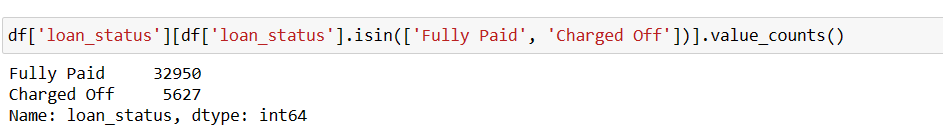 df['loan_status'][df['loan_status'].isin(['Fully Paid', 'Charged Off'])].value_counts()
Fully Paid     32950
Charged Off     5627
Name: loan_status, dtype: int64